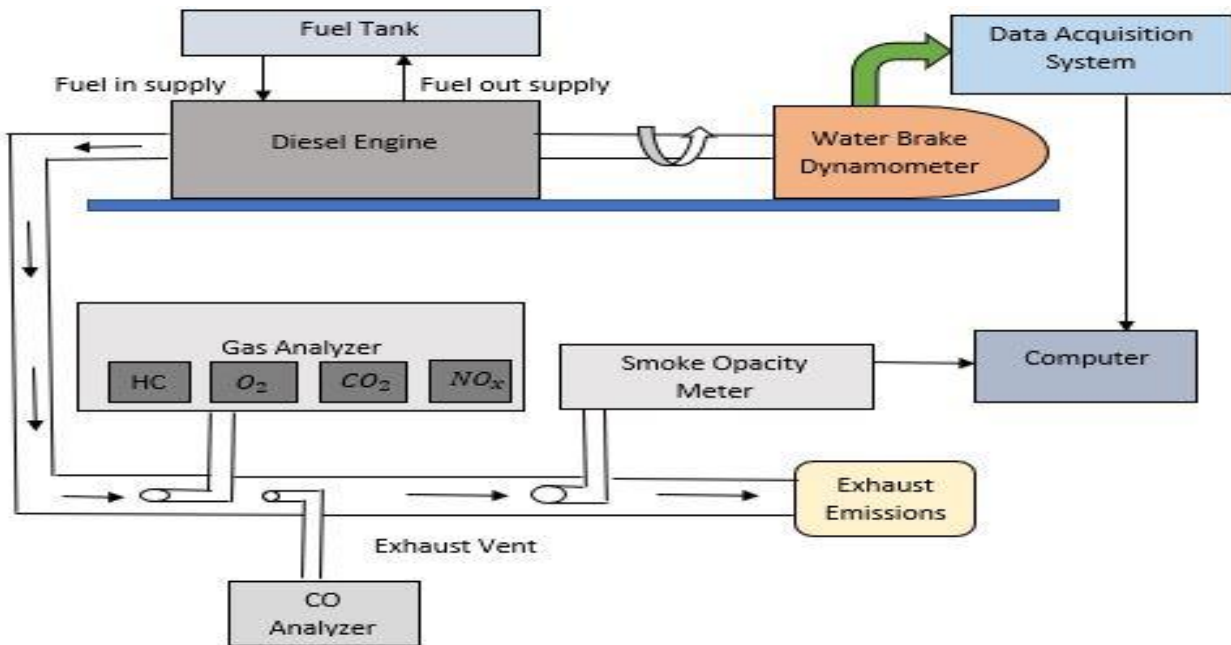 Fuel Tank
Data Acquisition
System
Fuel in supply
Fuel out supply
Diesel Engine
Water Brake
Dynamometer
Gas Analyzer
HC
O₂
CO₂
NOₓ
Smoke Opacity
Meter
Computer
Exhaust
Emissions
Exhaust Vent
CO
Analyzer